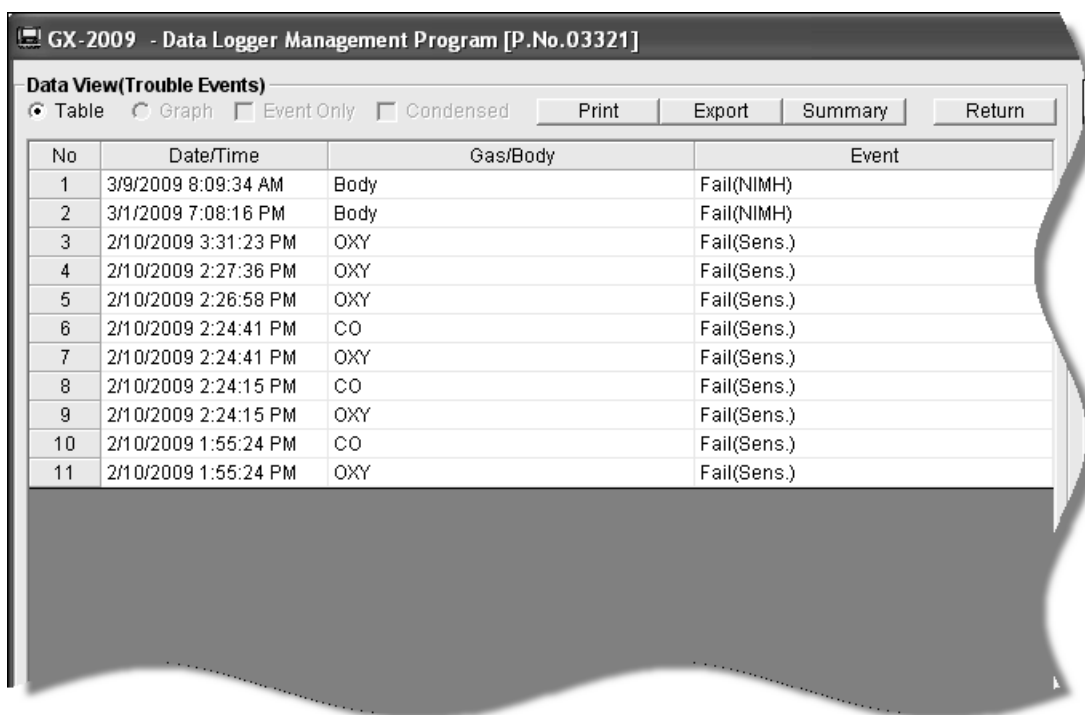 GX-2009 - Data Logger Management Program [P.No.03321]
Data View(Trouble Events)
Table Graph Event Only Condensed Print Export Summary Return
No Date/Time Gas/Body Event
1 3/9/2009 8:09:34 AM Body Fail(NIMH)
2 3/1/2009 7:08:16 PM Body Fail(NIMH)
3 2/10/2009 3:31:23 PM OXY Fail(Sens.)
4 2/10/2009 2:27:36 PM OXY Fail(Sens.)
5 2/10/2009 2:26:58 PM OXY Fail(Sens.)
6 2/10/2009 2:24:41 PM CO Fail(Sens.)
7 2/10/2009 2:24:41 PM OXY Fail(Sens.)
8 2/10/2009 2:24:15 PM CO Fail(Sens.)
9 2/10/2009 2:24:15 PM OXY Fail(Sens.)
10 2/10/2009 1:55:24 PM CO Fail(Sens.)
11 2/10/2009 1:55:24 PM OXY Fail(Sens.)